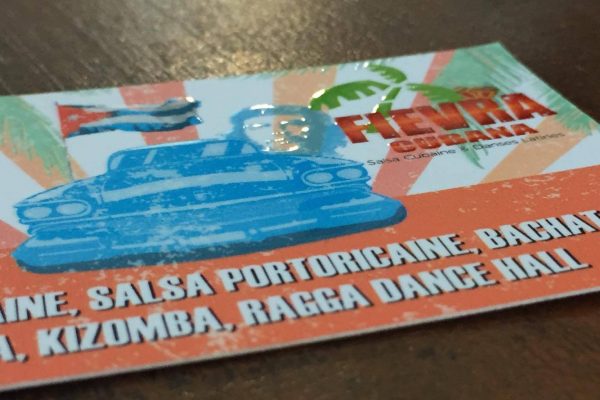 FIEVRA
CUBANA
Salsa Cubaine & Danses Latines
AINE, SALSA PORTORICAINE, BACHAT
KIZOMBA, RAGGA DANCE HALL